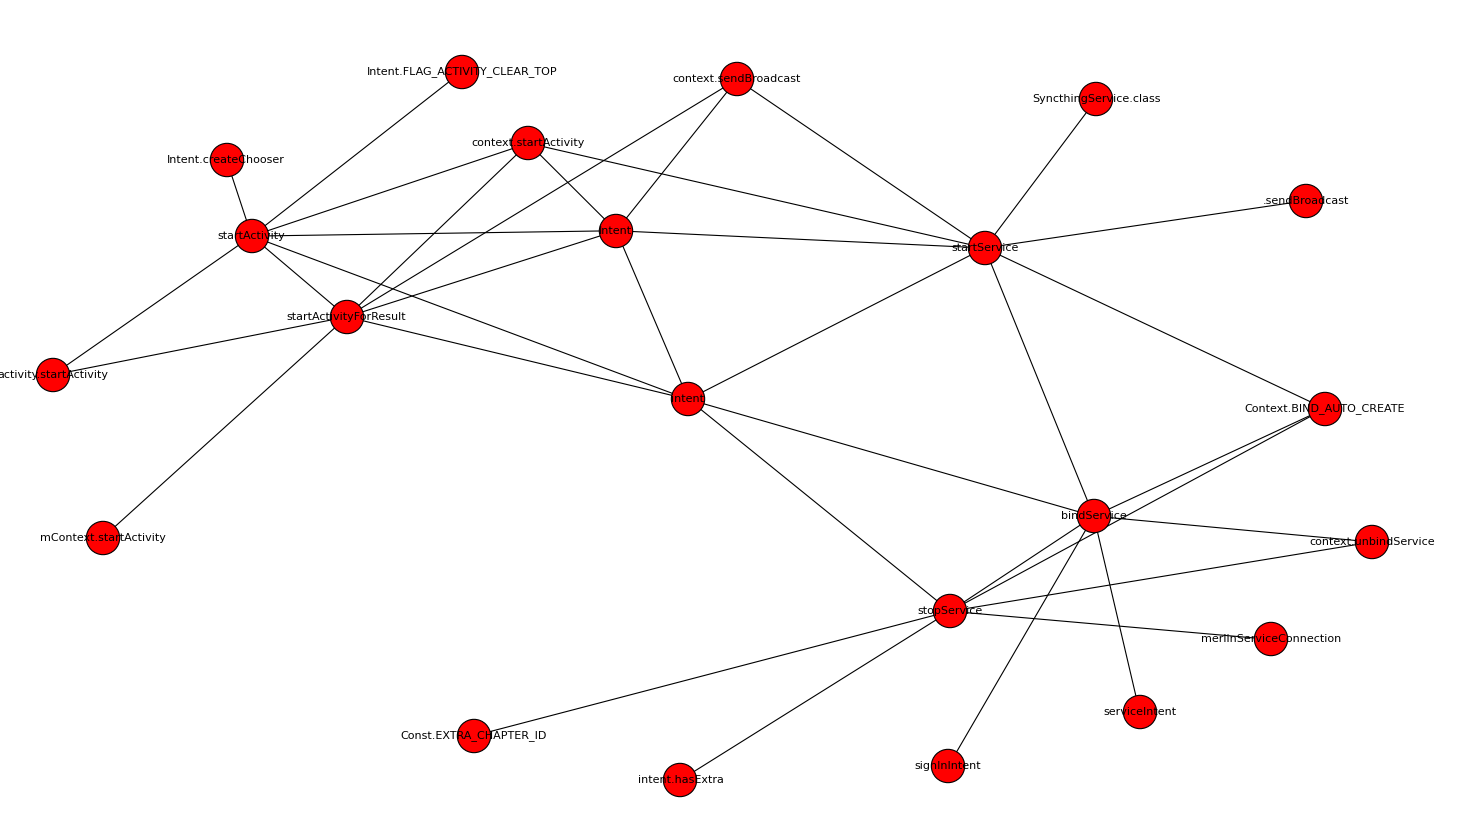 Intent.FLAG_ACTIVITY_CLEAR_TOP
context.sendBroadcast
SyncthingService.class
context.startActivity
Intent.createChooser
.sendBroadcast
startActivity
Intent
startService
startActivityForResult
activity.startActivity
intent
Context.BIND_AUTO_CREATE
bindService
mContext.startActivity
context.unbindService
stopService
merlinServiceConnection
serviceIntent
Const.EXTRA_CHAPTER_ID
signInIntent
intent.hasExtra